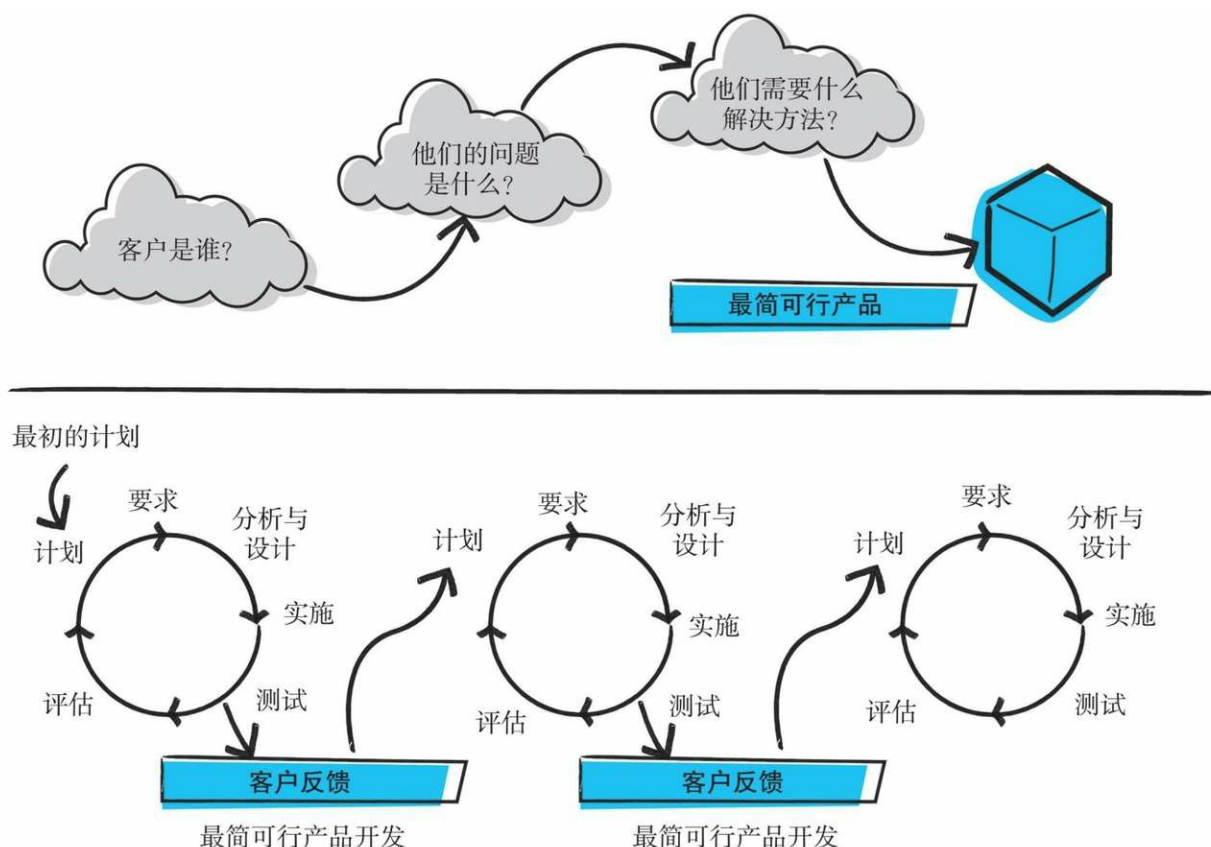 客户是谁?
他们的问题
是什么?
他们需要什么
解决方法?
最简可行产品
最初的计划
计划
要求
分析与
设计
实施
测试
评估
客户反馈
最简可行产品开发
计划
要求
分析与
设计
实施
测试
评估
客户反馈
最简可行产品开发
计划
要求
分析与
设计
实施
测试
评估